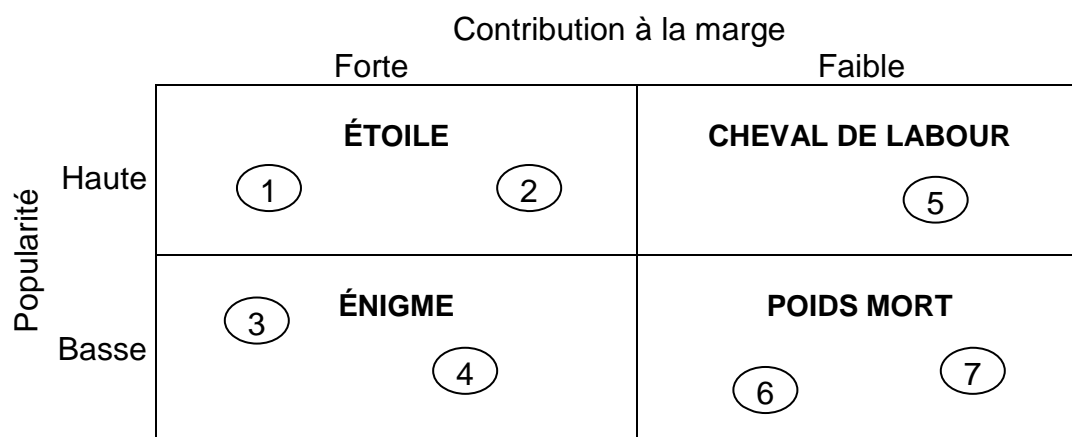 Contribution à la marge
Forte Faible
ÉTOILE CHEVAL DE LABOUR
Haute 1 2 5
Popularité
ÉNIGME POIDS MORT
3
Basse 4 6 7